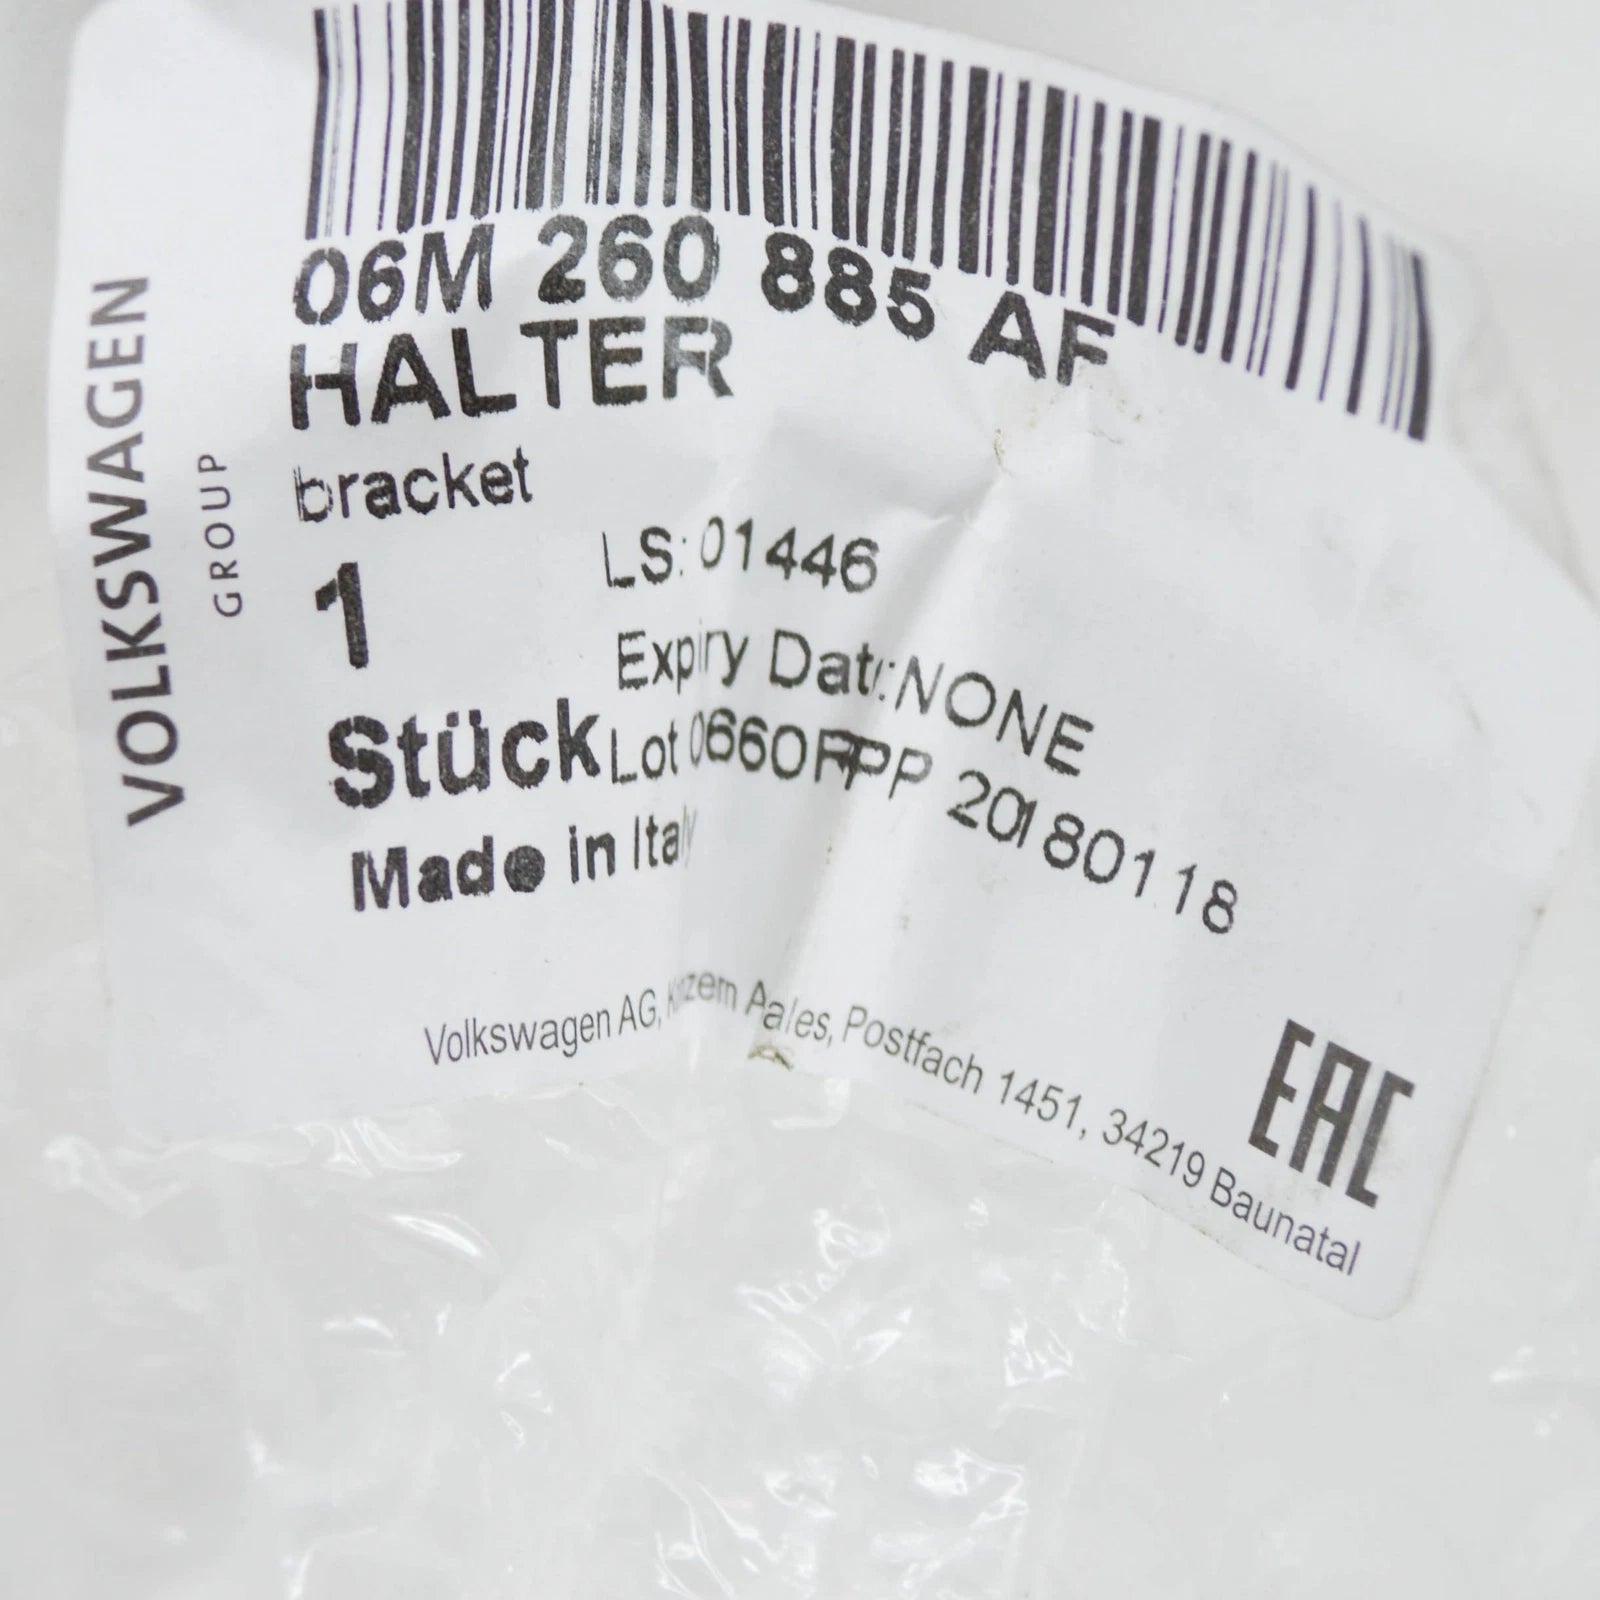 VOLKSWAGEN
GROUP
06M 260 885 AF
HALTER
bracket
1
Stück
LS: 01446
Expiry Date:NONE
Lot 20180118
Made in Italy
Volkswagen AG, Postfach 1451, 34219 Baunatal
EAC